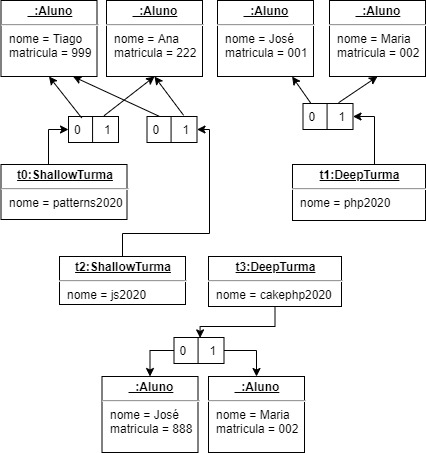 _:Aluno
nome = Tiago
matricula = 999
_:Aluno
nome = Ana
matricula = 222
_:Aluno
nome = José
matricula = 001
_:Aluno
nome = Maria
matricula = 002
0 1
0 1
0 1
t0:ShallowTurma
nome = patterns2020
t1:DeepTurma
nome = php2020
t2:ShallowTurma
nome = js2020
t3:DeepTurma
nome = cakephp2020
0 1
_:Aluno
nome = José
matricula = 888
_:Aluno
nome = Maria
matricula = 002